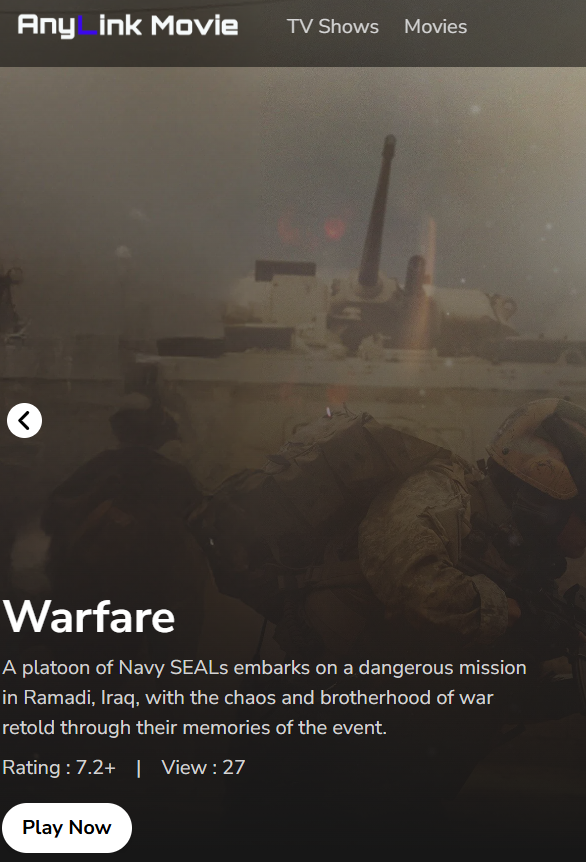 AnyLink Movie
TV Shows
Movies
Warfare
A platoon of Navy SEALs embarks on a dangerous mission
in Ramadi, Iraq, with the chaos and brotherhood of war
retold through their memories of the event.
Rating : 7.2+ | View : 27
Play Now